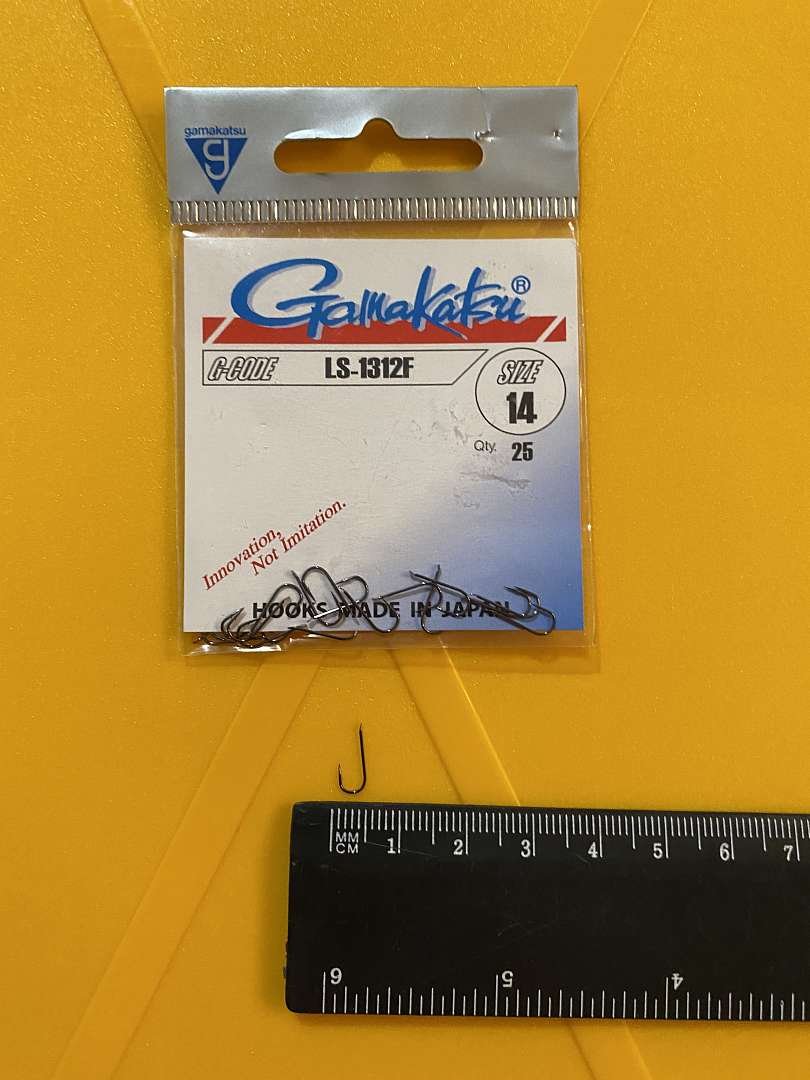 gamakatsu
g
Gamakatsu®
G-CODE LS-1312F
SIZE
14
Qty. 25
Innovation,
Not Imitation.
HOOKS MADE IN JAPAN
MM
CM 1 2 3 4 5 6 7
6 5 4